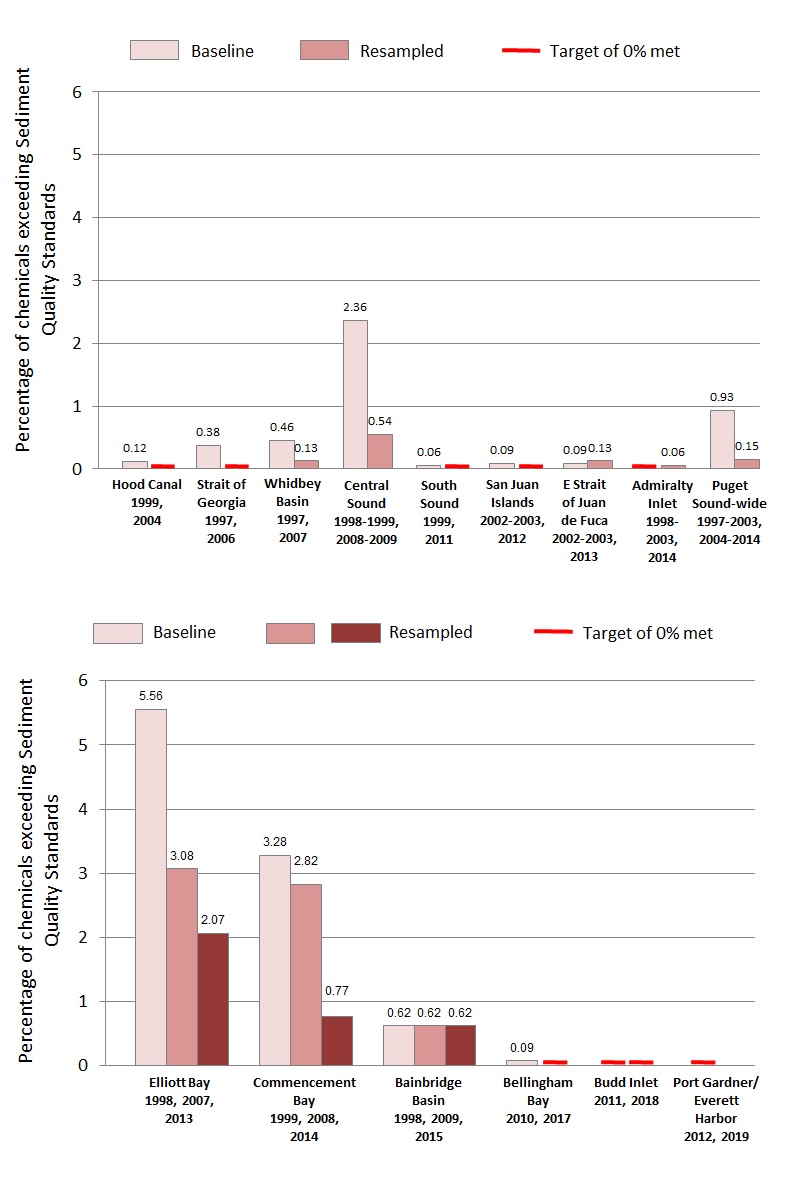 Baseline Resampled Target of 0% met
Percentage of chemicals exceeding Sediment
Quality Standards
6
5
4
3
2
1
0
0.12
0.38
0.46
0.13
2.36
0.54
0.06
0.09
0.09
0.13
0.06
0.93
0.15
Hood Canal
1999,
2004
Strait of
Georgia
1997,
2006
Whidbey
Basin
1997,
2007
Central
Sound
1998-1999,
2008-2009
South
Sound
1999,
2011
San Juan
Islands
2002-2003,
2012
E Strait
of Juan
de Fuca
2002-2003,
2013
Admiralty
Inlet
1998-
2003,
2014
Puget
Sound-wide
1997-2003,
2004-2014
Baseline Resampled Target of 0% met
Percentage of chemicals exceeding Sediment
Quality Standards
6
5
4
3
2
1
0
5.56
3.08
2.07
3.28
2.82
0.77
0.62
0.62
0.62
0.09
Elliott Bay
1998, 2007,
2013
Commencement
Bay
1999, 2008,
2014
Bainbridge
Basin
1998, 2009,
2015
Bellingham
Bay
2010, 2017
Budd Inlet
2011, 2018
Port Gardner/
Everett
Harbor
2012, 2019